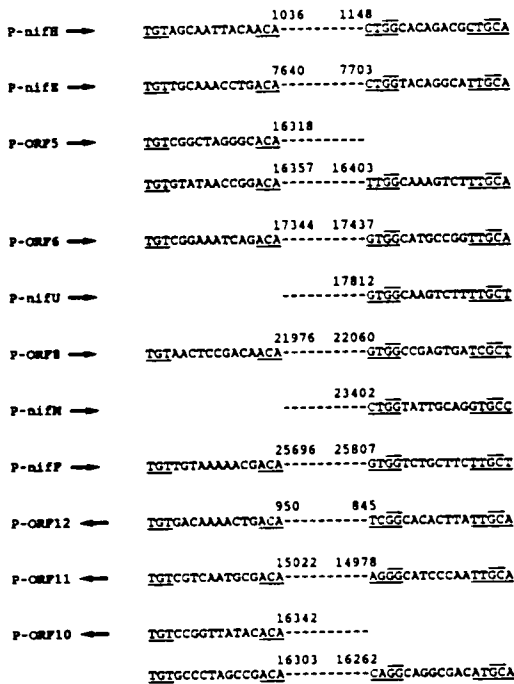 1036 1148
P-nifH → TGTAGCAATTACAACA----------CTGGCACAGACGCTGCA
7640 7703
P-nifE → TGTTGCAAACCTGACA----------CTGGTACAGGCATTGCA
16318
P-ORF5 → TGTCGGCTAGGGCACA----------
16357 16403
TGTGTATAACCGGACA----------TTGGCAAAGTCTTTGCA
17344 17437
P-ORF6 → TGTCGGAAATCAGACA----------GTGGCATGCCGGTTGCA
17812
P-nifU → ----------GTGGCAAGTCTTTTGCT
21976 22060
P-ORF8 → TGTAACTCCGACAACA----------GTGGCCGAGTGATCGCT
23402
P-nifM → ----------CTGGTATTGCAGGTGCC
25696 25807
P-nifF → TGTTGTAAAAACGACA----------GTGGTCTGCTTCTTGCT
950 845
P-ORF12 ← TGTGACAAAACTGACA----------TCGGCACACTTATTGCA
15022 14978
P-ORF11 ← TGTCGTCAATGCGACA----------AGGGCATCCCAATTGCA
16342
P-ORF10 ← TGTCCGGTTATACACA----------
16303 16262
TGTGCCCTAGCCGACA----------CAGGCAGGCGACATGCA